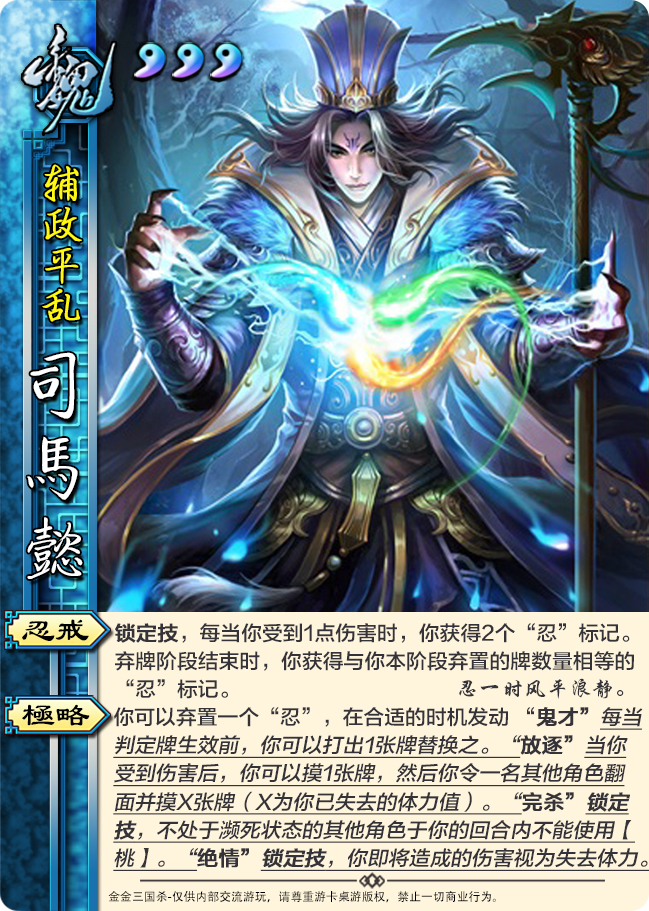 魏
辅政平乱
司馬懿
忍戒
锁定技，每当你受到1点伤害时，你获得2个“忍”标记。
弃牌阶段结束时，你获得与你本阶段弃置的牌数量相等的
“忍”标记。
忍一时风平浪静。
極略
你可以弃置一个“忍”，在合适的时机发动“鬼才”每当
判定牌生效前，你可以打出1张牌替换之。“放逐”当你
受到伤害后，你可以摸1张牌，然后你令一名其他角色翻
面并摸X张牌（X为你已失去的体力值）。“完杀”锁定
技，不处于濒死状态的其他角色于你的回合内不能使用【
桃】。“绝情”锁定技，你即将造成的伤害视为失去体力。
金金三国杀-仅供内部交流游玩，请尊重游卡桌游版权，禁止一切商业行为。